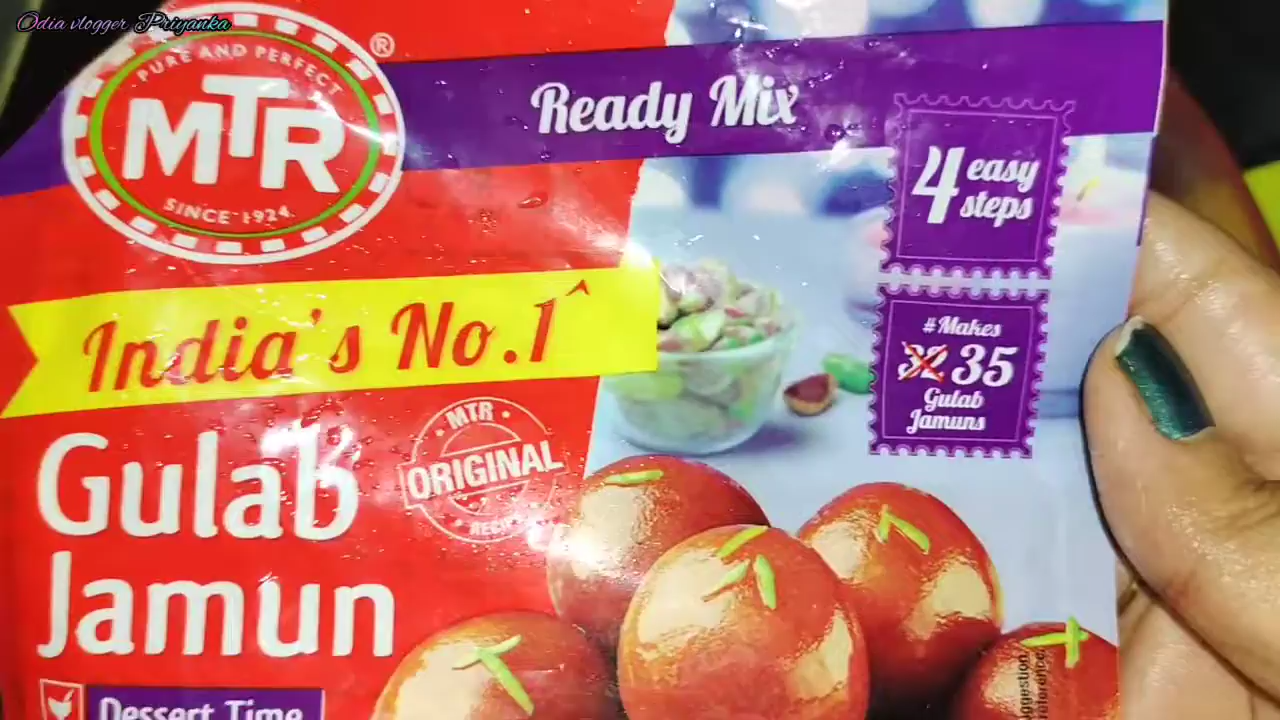 Odia vlogger Priyanka
PURE AND PERFECT
MTR
SINCE 1924
®
Ready Mix
4 easy
steps
India's No.1^
#Makes
32 35
Gulab
Jamuns
MTR
ORIGINAL
RECIPE
Gulab
Jamun
Dessert Time